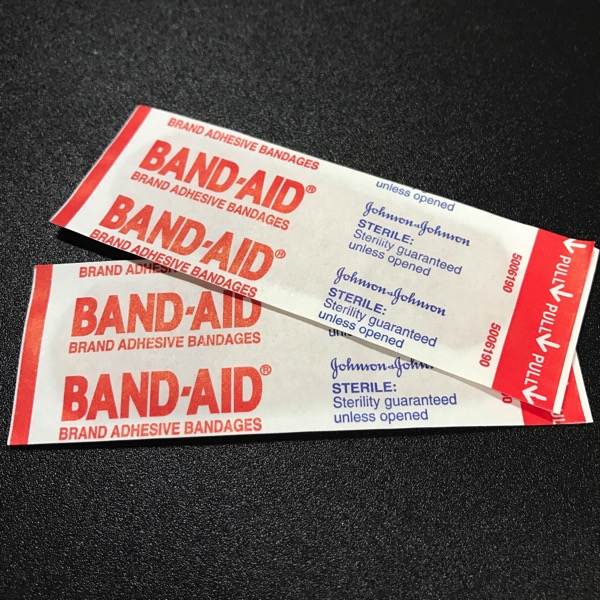 BRAND ADHESIVE BANDAGES
BAND-AID®
BRAND ADHESIVE BANDAGES
BAND-AID®
BRAND ADHESIVE BANDAGES
unless opened
Johnson & Johnson
STERILE:
Sterility guaranteed
unless opened
Johnson & Johnson
STERILE:
Sterility guaranteed
unless opened
5006190
5006190
PULL
PULL
PULL
BRAND ADHESIVE BANDAGES
BAND-AID
BRAND ADHESIVE BANDAGES
BAND-AID®
BRAND ADHESIVE BANDAGES
Johnson & John
STERILE:
Sterility guaranteed
unless opened